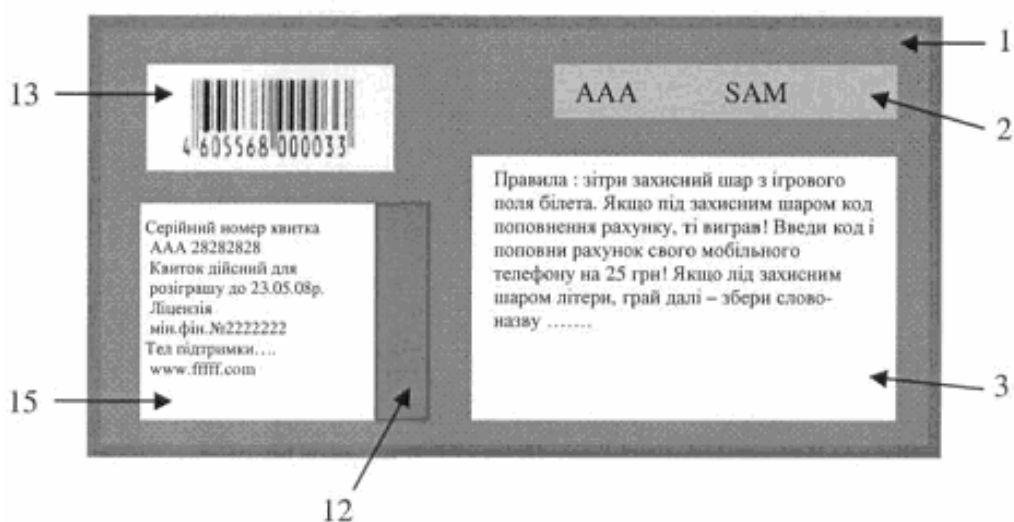 1
13
AAA SAM
2
4 605568 000033
Правила : зітри захисний шар з ігрового
поля білета. Якщо під захисним шаром код
поповнення рахунку, ті виграв! Введи код і
поповни рахунок свого мобільного
телефону на 25 грн! Якщо лід захисним
шаром літери, грай далі – збери слово-
назву .......
3
Серійний номер квитка
AAA 28282828
Квиток дійсний для
розіграшу до 23.05.08р.
Ліцензія
мін.фін.№2222222
Тел підтримки....
www.fffff.com
15
12